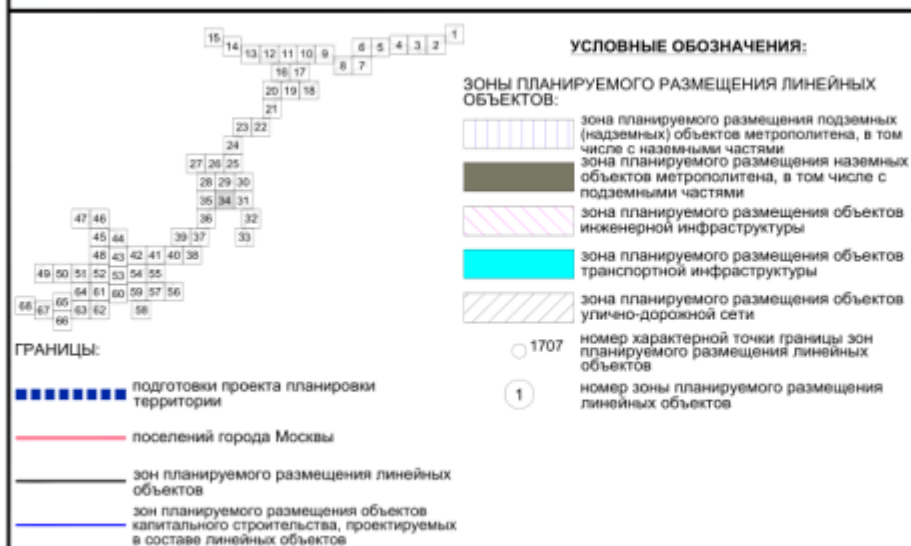 1
15 14 13 12 11 10 9 6 5 4 3 2
8 7
16 17
20 19 18
21
23 22
24
27 26 25
28 29 30
35 34 31
47 46 36 32
45 44 39 37 33
48 43 42 41 40 38
49 50 51 52 53 54 55
64 61 60 59 57 56
68 67 65 63 62 58
66
ГРАНИЦЫ:
подготовки проекта планировки
территории
поселений города Москвы
зон планируемого размещения линейных
объектов
зон планируемого размещения объектов
капитального строительства, проектируемых
в составе линейных объектов
УСЛОВНЫЕ ОБОЗНАЧЕНИЯ:
ЗОНЫ ПЛАНИРУЕМОГО РАЗМЕЩЕНИЯ ЛИНЕЙНЫХ
ОБЪЕКТОВ:
зона планируемого размещения подземных
(надземных) объектов метрополитена, в том
числе с наземными частями
зона планируемого размещения наземных
объектов метрополитена, в том числе с
подземными частями
зона планируемого размещения объектов
инженерной инфраструктуры
зона планируемого размещения объектов
транспортной инфраструктуры
зона планируемого размещения объектов
улично-дорожной сети
1707 номер характерной точки границы зон
планируемого размещения линейных
объектов
1 номер зоны планируемого размещения
линейных объектов